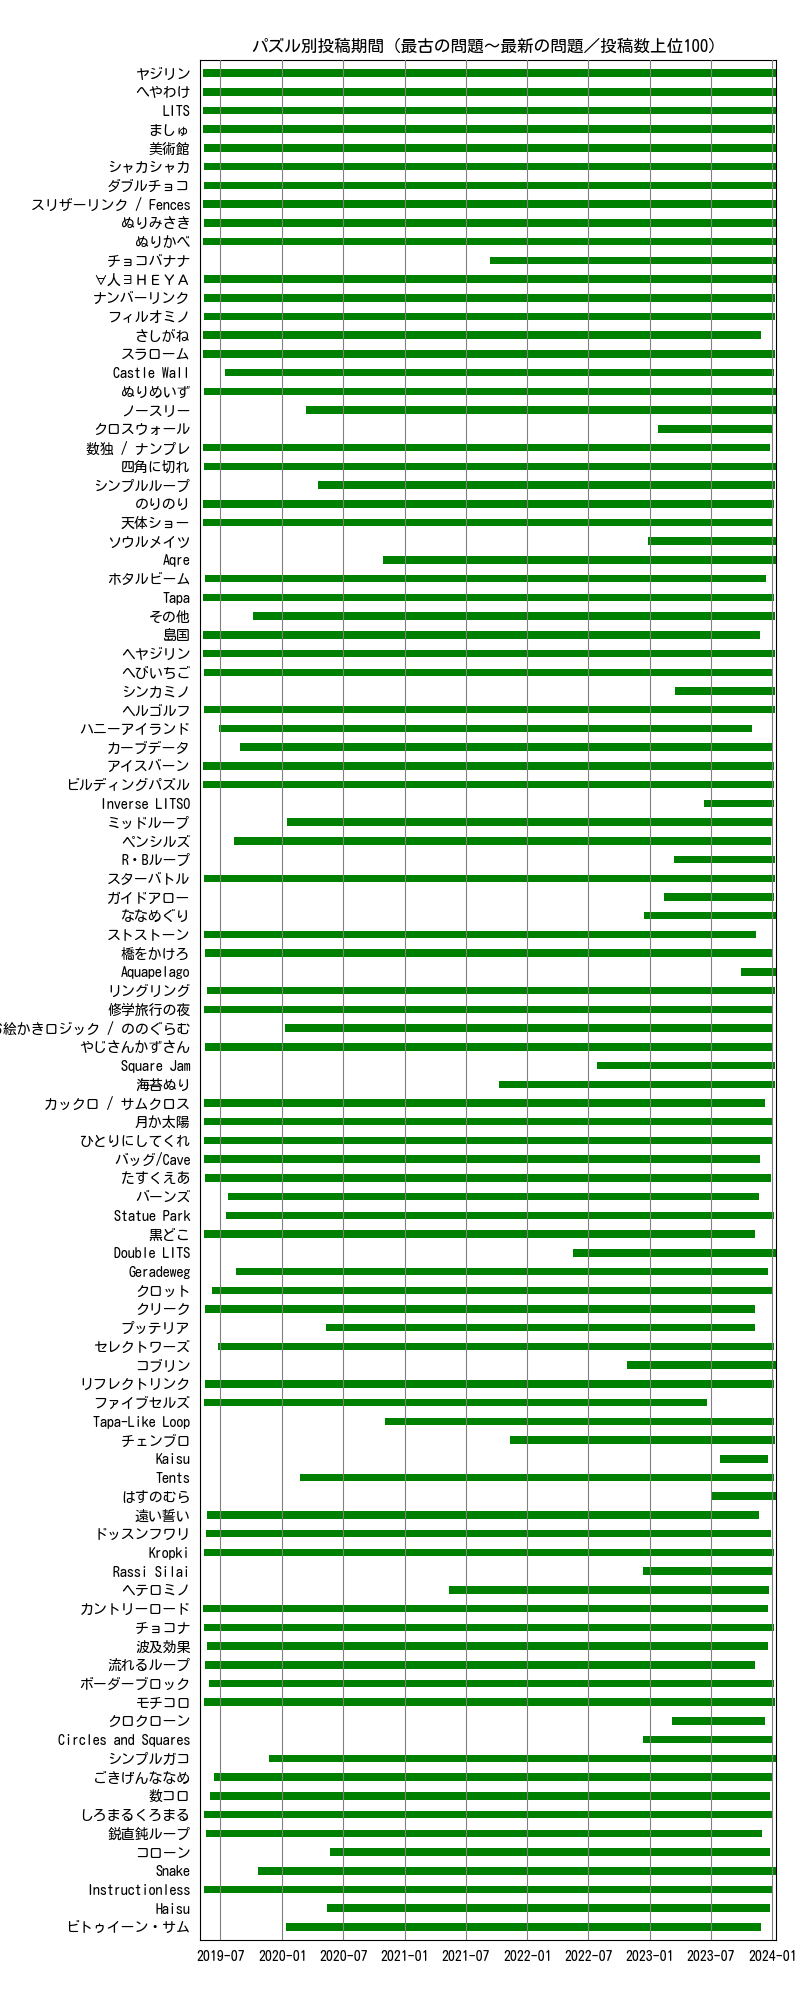 パズル別投稿期間（最古の問題～最新の問題／投稿数上位100）
ヤジリン
へやわけ
LITS
ましゅ
美術館
シャカシャカ
ダブルチョコ
スリザーリンク / Fences
ぬりみさき
ぬりかべ
チョコバナナ
∀人∃ＨＥＹＡ
ナンバーリンク
フィルオミノ
さしがね
スラローム
Castle Wall
ぬりめいず
ノースリー
クロスウォール
数独 / ナンプレ
四角に切れ
シンプルループ
のりのり
天体ショー
ソウルメイツ
Aqre
ホタルビーム
Tapa
その他
島国
ヘヤジリン
へびいちご
シンカミノ
ヘルゴルフ
ハニーアイランド
カーブデータ
アイスバーン
ビルディングパズル
Inverse LITSO
ミッドループ
ペンシルズ
R・Bループ
スターバトル
ガイドアロー
ななめぐり
ストストーン
橋をかけろ
Aquapelago
リングリング
修学旅行の夜
絵かきロジック / ののぐらむ
やじさんかずさん
Square Jam
海苔ぬり
カックロ / サムクロス
月か太陽
ひとりにしてくれ
バッグ/Cave
たすくえあ
バーンズ
Statue Park
黒どこ
Double LITS
Geradeweg
クロット
クリーク
プッテリア
セレクトワーズ
コブリン
リフレクトリンク
ファイブセルズ
Tapa-Like Loop
チェンブロ
Kaisu
Tents
はすのむら
遠い誓い
ドッスンフワリ
Kropki
Rassi Silai
ヘテロミノ
カントリーロード
チョコナ
波及効果
流れるループ
ボーダーブロック
モチコロ
クロクローン
Circles and Squares
シンプルガコ
ごきげんななめ
数コロ
しろまるくろまる
鋭直鈍ループ
コローン
Snake
Instructionless
Haisu
ビトゥイーン・サム
2019-07 2020-01 2020-07 2021-01 2021-07 2022-01 2022-07 2023-01 2023-07 2024-01